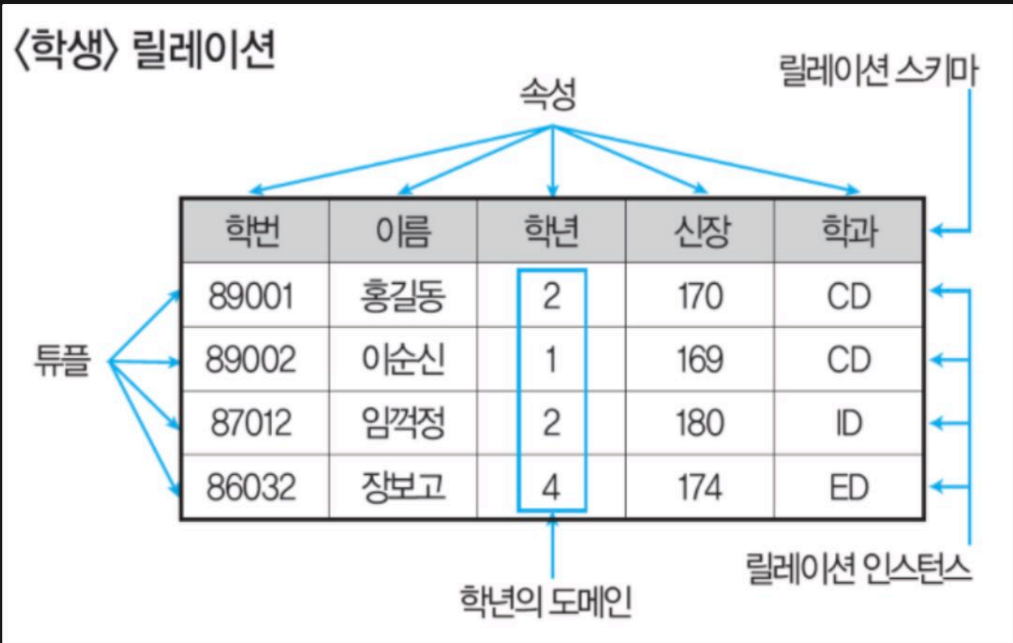 〈학생〉 릴레이션
릴레이션 스키마
속성
학번 이름 학년 신장 학과
89001 홍길동 2 170 CD
튜플
89002 이순신 1 169 CD
87012 임꺽정 2 180 ID
86032 장보고 4 174 ED
릴레이션 인스턴스
학년의 도메인